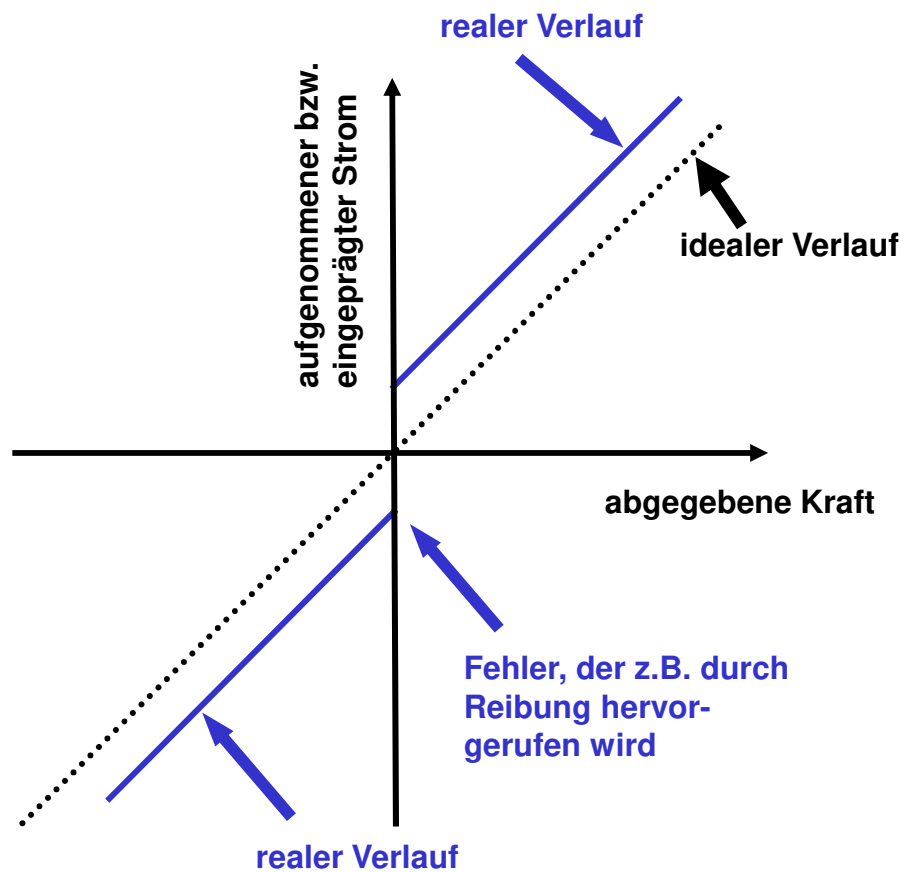 realer Verlauf
aufgenommener bzw.
eingeprägter Strom
idealer Verlauf
abgegebene Kraft
Fehler, der z.B. durch
Reibung hervor-
gerufen wird
realer Verlauf